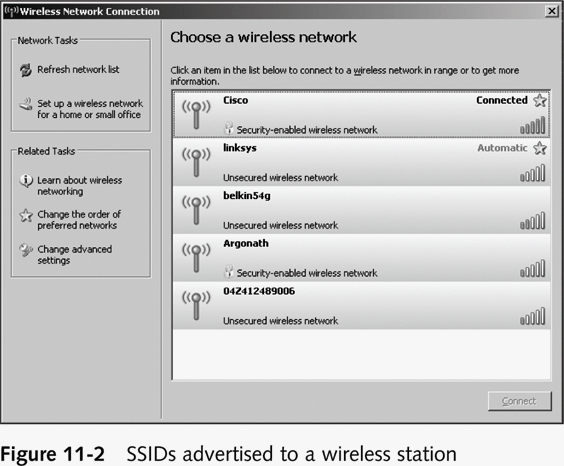 Wireless Network Connection
Network Tasks
Refresh network list
Set up a wireless network
for a home or small office
Related Tasks
Learn about wireless
networking
Change the order of
preferred networks
Change advanced
settings
Choose a wireless network
Click an item in the list below to connect to a wireless network in range or to get more
information.
Cisco Connected
Security-enabled wireless network
linksys Automatic
Unsecured wireless network
belkin54g
Unsecured wireless network
Argonath
Security-enabled wireless network
04Z412489006
Unsecured wireless network
Connect
Figure 11-2 SSIDs advertised to a wireless station